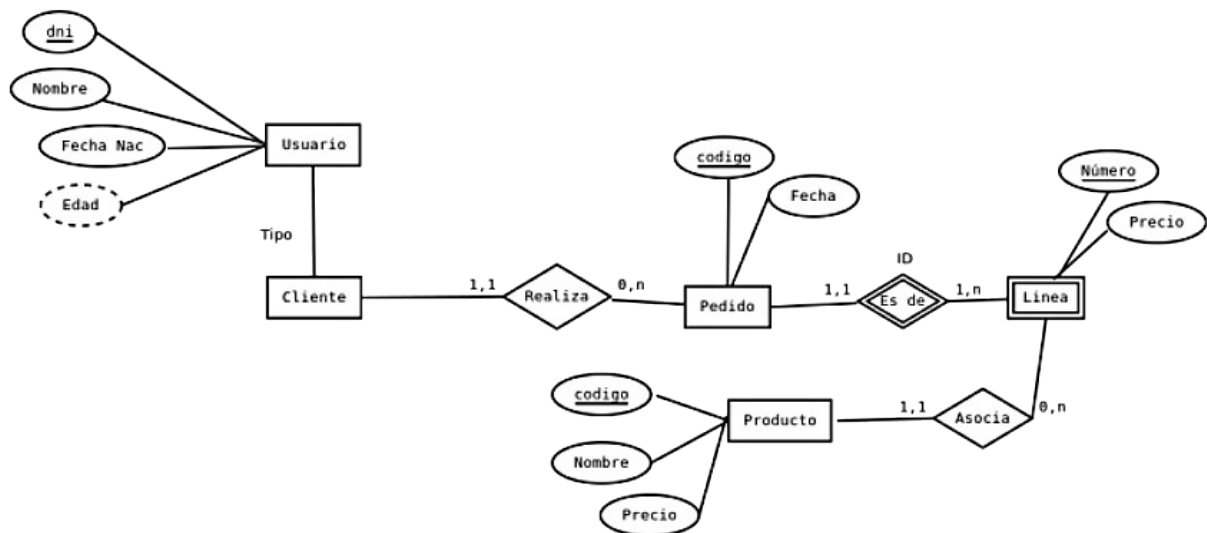 dni
Nombre
Fecha Nac
Edad
Usuario
Tipo
Cliente
1,1
Realiza
0,n
codigo
Fecha
Pedido
1,1
ID
Es de
1,n
Número
Precio
Linea
codigo
Nombre
Precio
Producto
1,1
Asocia
0,n